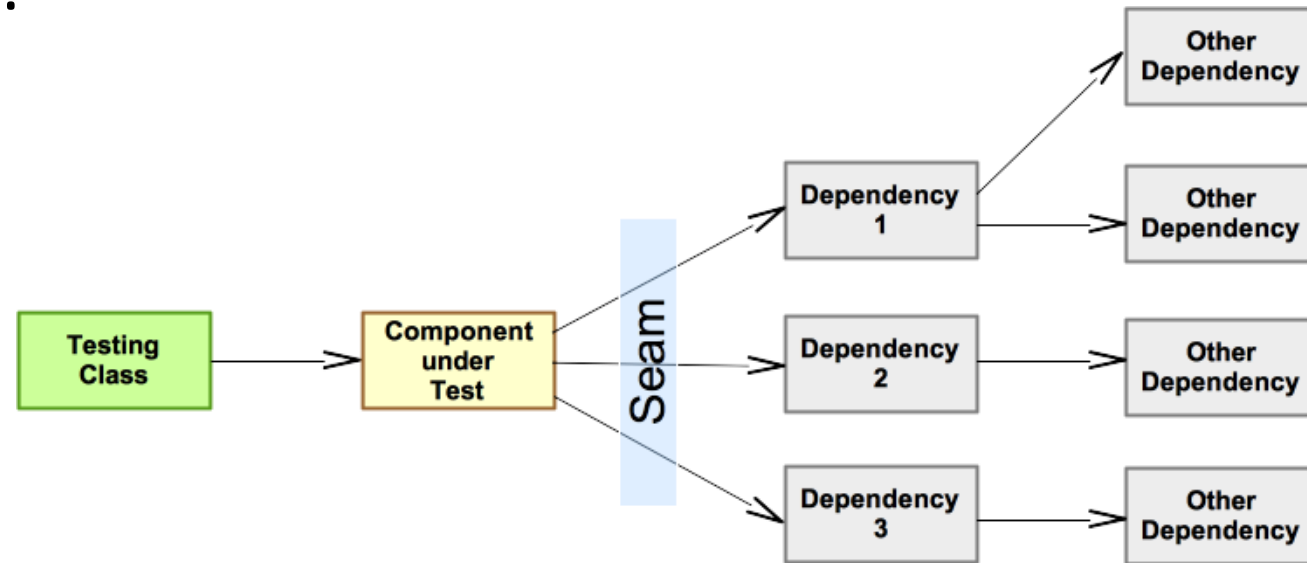 Other
Dependency
Dependency
1
Other
Dependency
Testing
Class
Component
under
Test
Seam
Dependency
2
Other
Dependency
Dependency
3
Other
Dependency